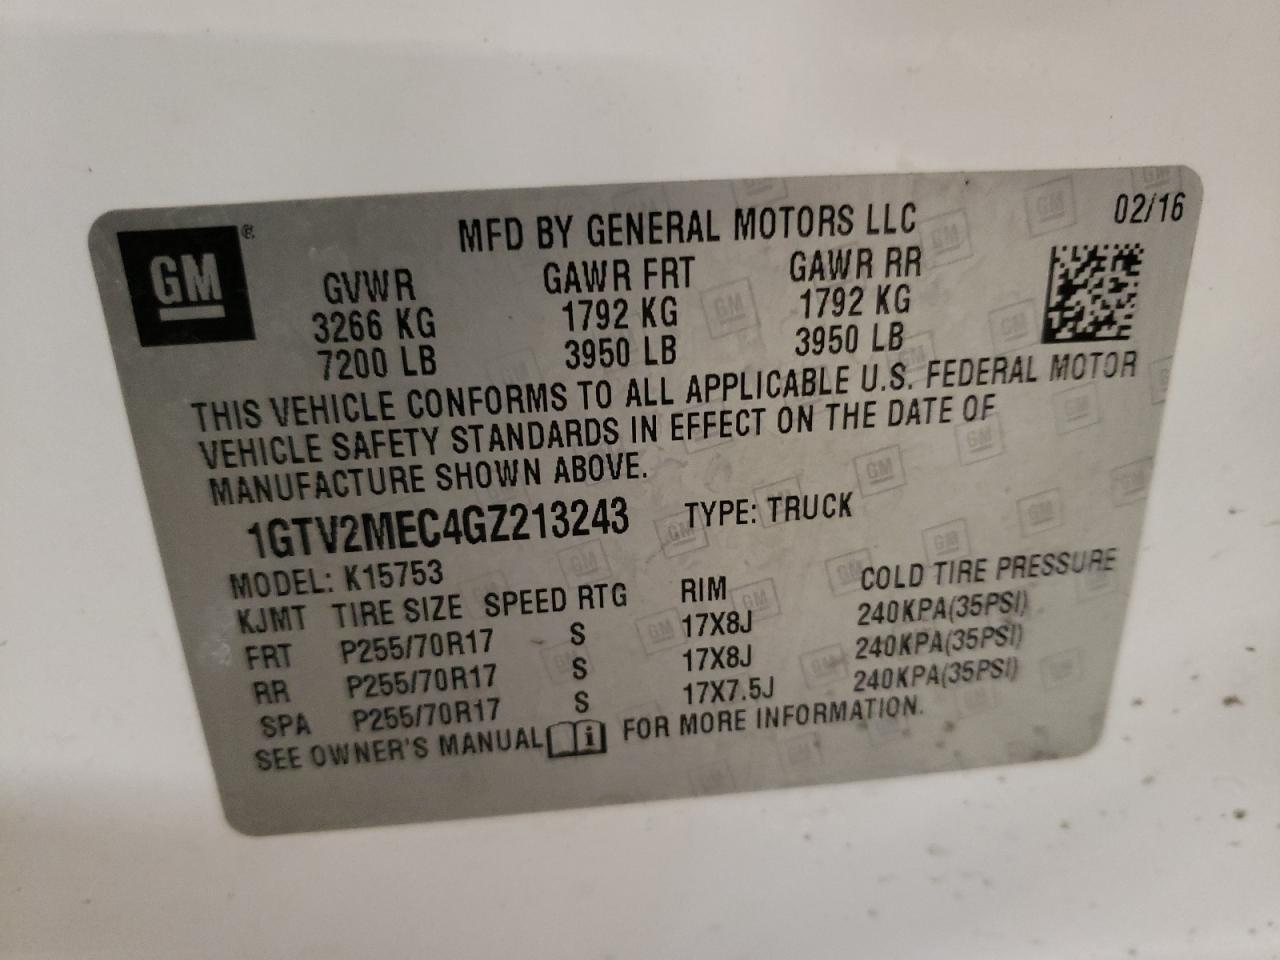 GM®
MFD BY GENERAL MOTORS LLC
02/16
GVWR GAWR FRT GAWR RR
3266 KG 1792 KG 1792 KG
7200 LB 3950 LB 3950 LB
THIS VEHICLE CONFORMS TO ALL APPLICABLE U.S. FEDERAL MOTOR
VEHICLE SAFETY STANDARDS IN EFFECT ON THE DATE OF
MANUFACTURE SHOWN ABOVE.
1GTV2MEC4GZ213243 TYPE: TRUCK
MODEL: K15753
KJMT TIRE SIZE SPEED RTG RIM COLD TIRE PRESSURE
FRT P255/70R17 S 17X8J 240KPA(35PSI)
RR P255/70R17 S 17X8J 240KPA(35PSI)
SPA P255/70R17 S 17X7.5J 240KPA(35PSI)
SEE OWNER'S MANUAL i FOR MORE INFORMATION.